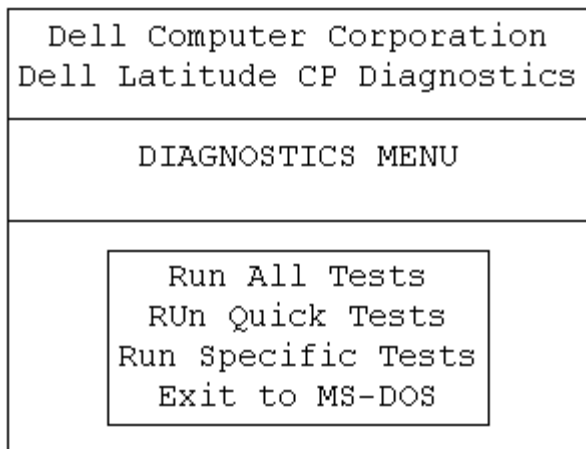 Dell Computer Corporation
Dell Latitude CP Diagnostics
DIAGNOSTICS MENU
Run All Tests
RUn Quick Tests
Run Specific Tests
Exit to MS-DOS